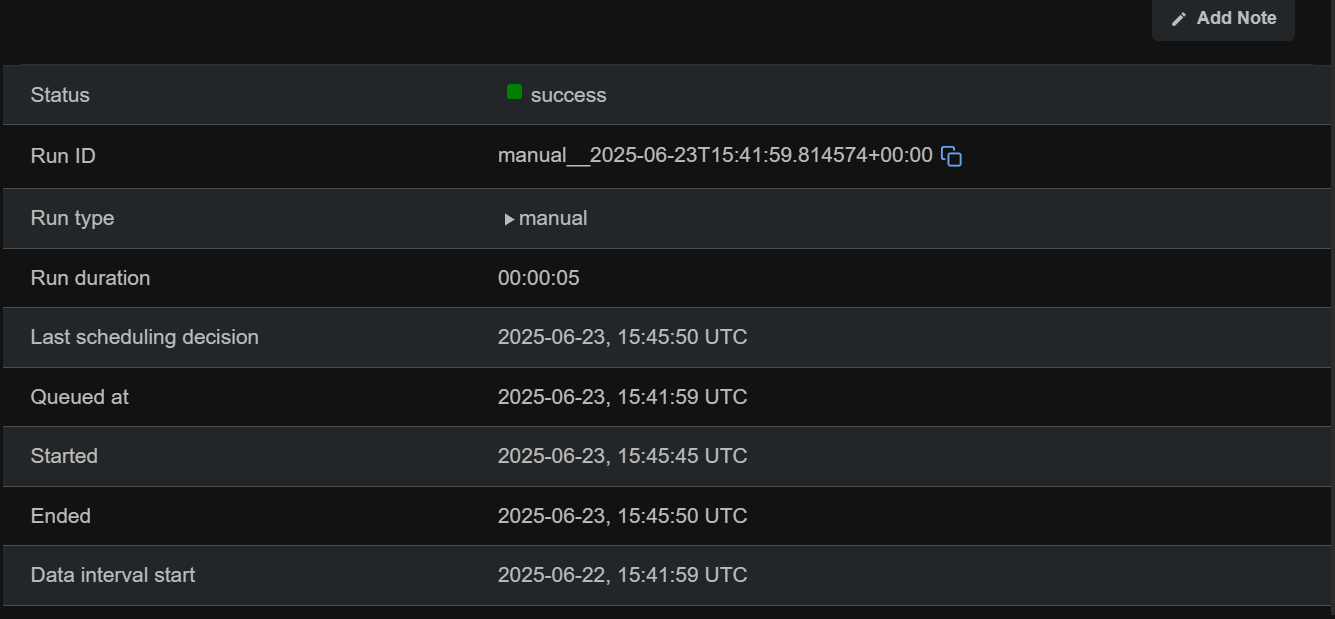 Add Note
Status success
Run ID manual__2025-06-23T15:41:59.814574+00:00
Run type manual
Run duration 00:00:05
Last scheduling decision 2025-06-23, 15:45:50 UTC
Queued at 2025-06-23, 15:41:59 UTC
Started 2025-06-23, 15:45:45 UTC
Ended 2025-06-23, 15:45:50 UTC
Data interval start 2025-06-22, 15:41:59 UTC